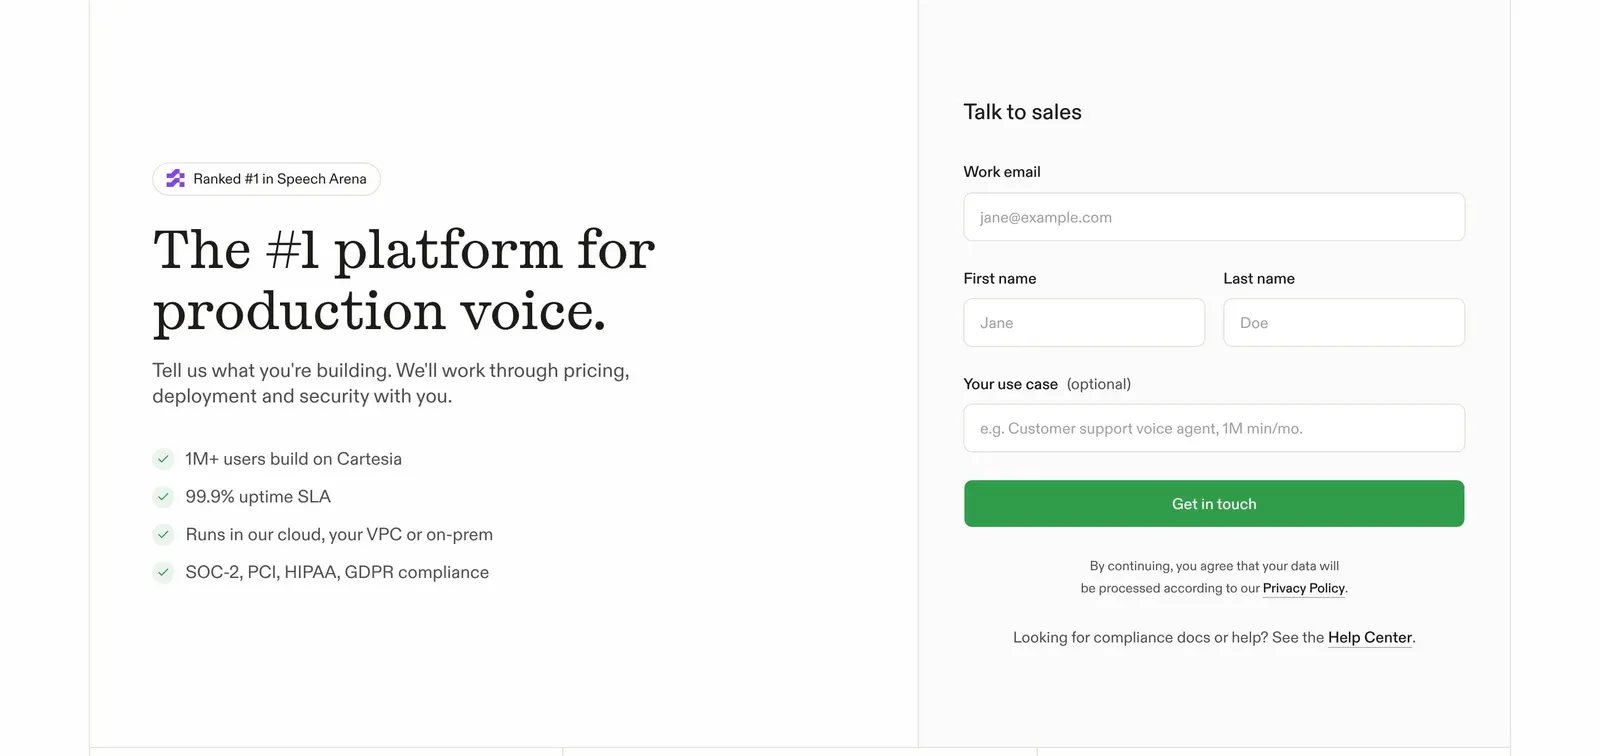 Ranked #1 in Speech Arena
The #1 platform for
production voice.
Tell us what you're building. We'll work through pricing,
deployment and security with you.
1M+ users build on Cartesia
99.9% uptime SLA
Runs in our cloud, your VPC or on-prem
SOC-2, PCI, HIPAA, GDPR compliance
Talk to sales
Work email
jane@example.com
First name
Last name
Jane
Doe
Your use case (optional)
e.g. Customer support voice agent, 1M min/mo.
Get in touch
By continuing, you agree that your data will
be processed according to our Privacy Policy.
Looking for compliance docs or help? See the Help Center.